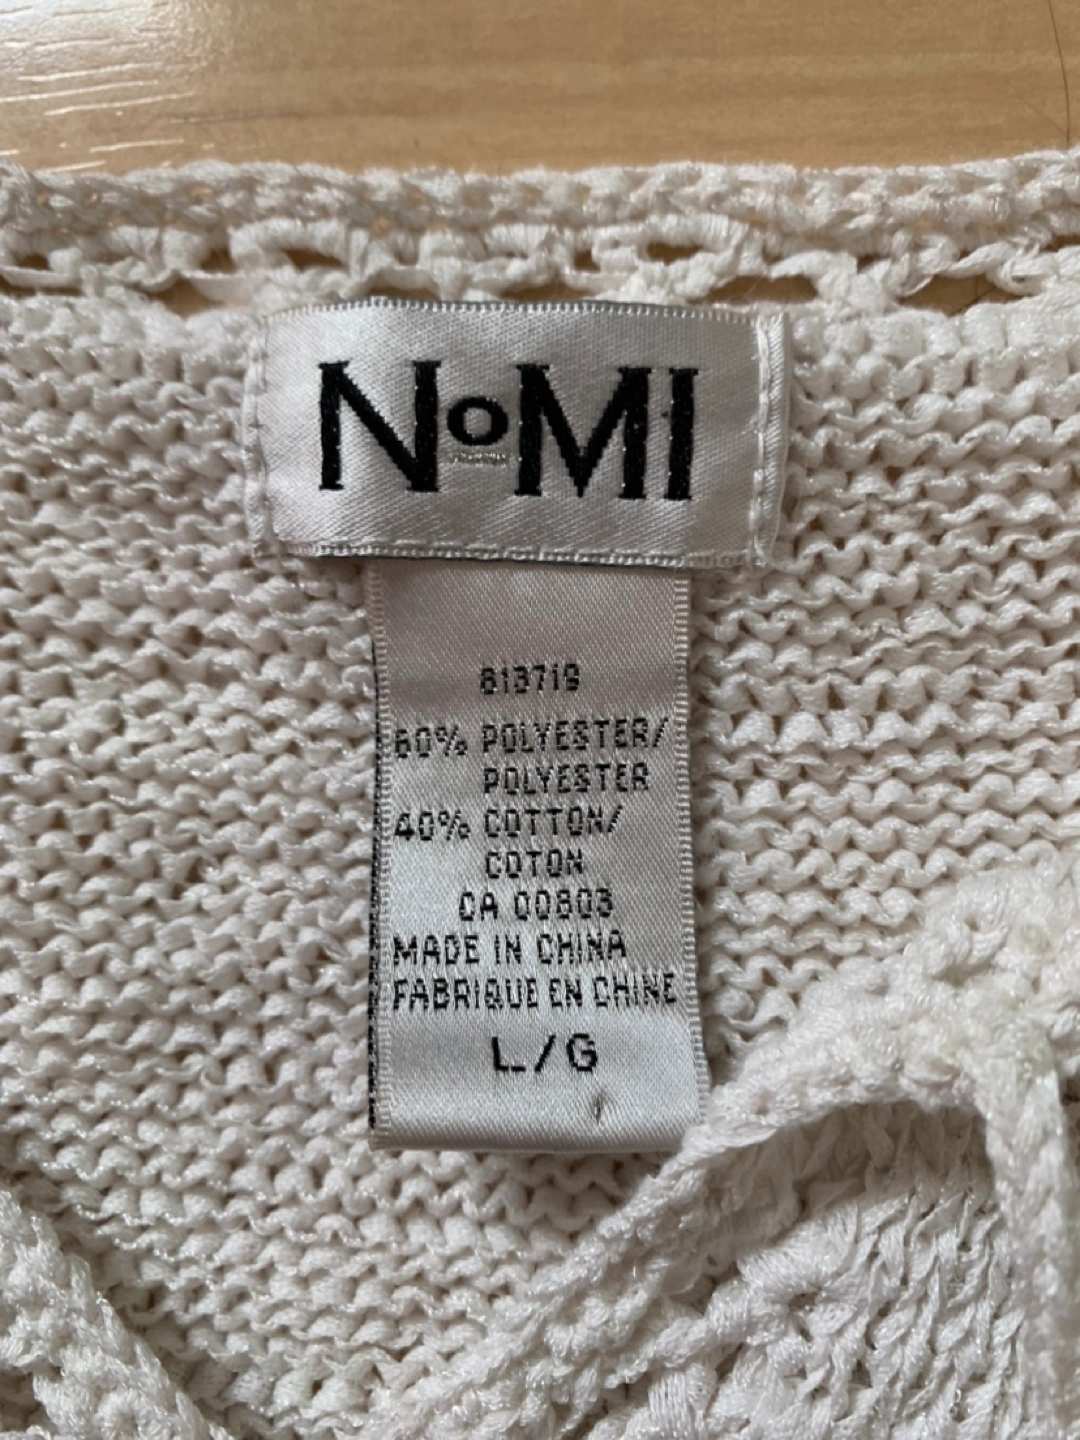 NoMI
813719
60% POLYESTER/
POLYESTER
40% COTTON/
COTON
CA 00803
MADE IN CHINA
FABRIQUE EN CHINE
L/G